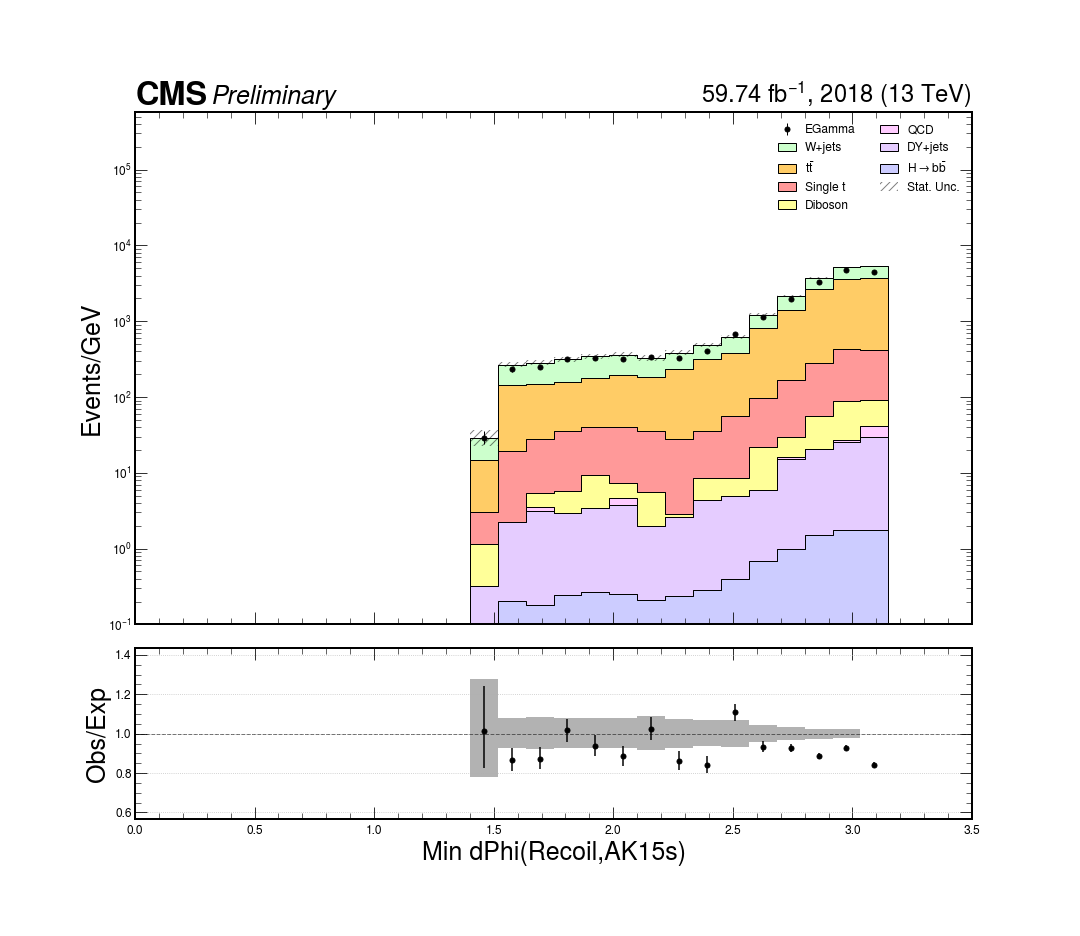 CMS Preliminary
59.74 fb⁻¹, 2018 (13 TeV)
EGamma
W+jets
tt̄
Single t
Diboson
QCD
DY+jets
H→bb̄
Stat. Unc.
Events/GeV
10⁵
10⁴
10³
10²
10¹
10⁰
10⁻¹
Obs/Exp
1.4
1.2
1.0
0.8
0.6
0.0 0.5 1.0 1.5 2.0 2.5 3.0 3.5
Min dPhi(Recoil,AK15s)